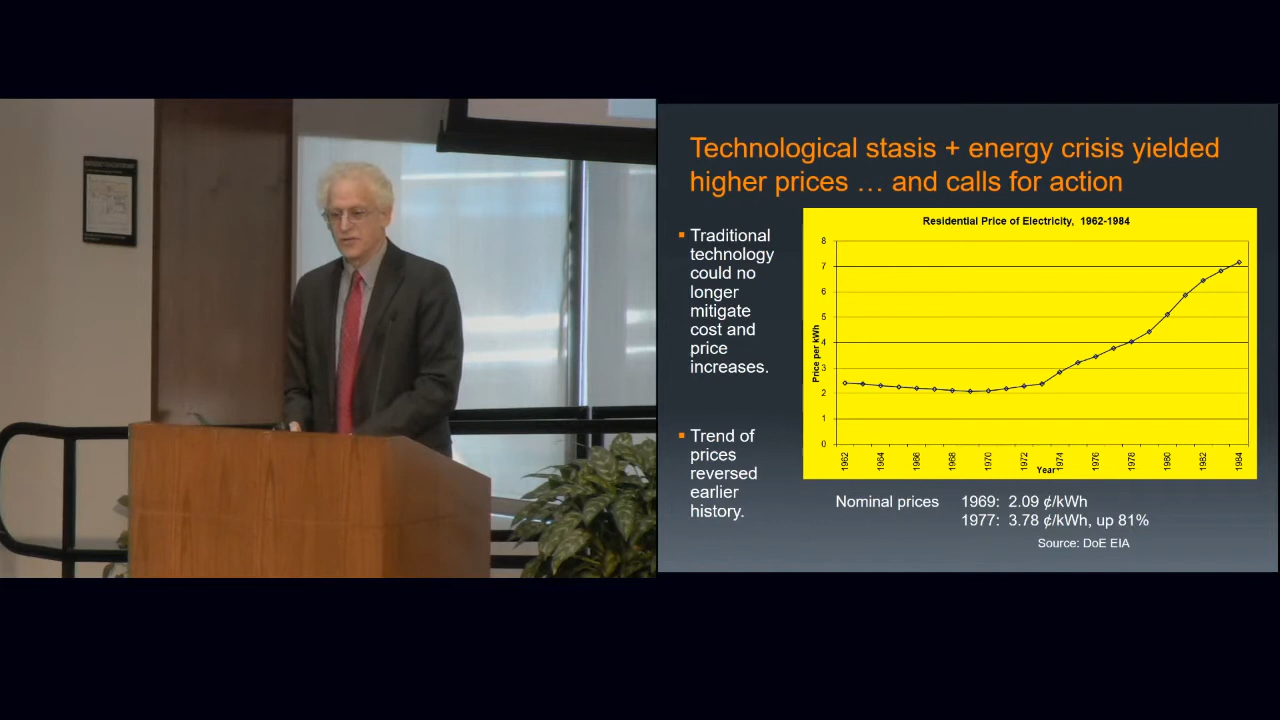 Technological stasis + energy crisis yielded
higher prices … and calls for action
▪ Traditional
technology
could no
longer
mitigate
cost and
price
increases.
▪ Trend of
prices
reversed
earlier
history.
Residential Price of Electricity, 1962-1984
Price per kWh
8
7
6
5
4
3
2
1
0
1962 1964 1966 1968 1970 1972 1974 1976 1978 1980 1982 1984
Year
Nominal prices 1969: 2.09 ¢/kWh
1977: 3.78 ¢/kWh, up 81%
Source: DoE EIA